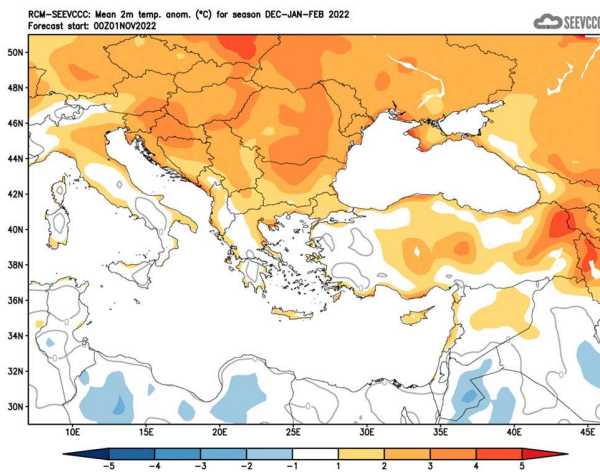 RCM-SEEVCCC: Mean 2m temp. anom. (°C) for season DEC-JAN-FEB 2022
Forecast start: 00Z01NOV2022
SEEVCCC
50N
48N
46N
44N
42N
40N
38N
36N
34N
32N
30N
10E 15E 20E 25E 30E 35E 40E 45E
-5 -4 -3 -2 -1 1 2 3 4 5